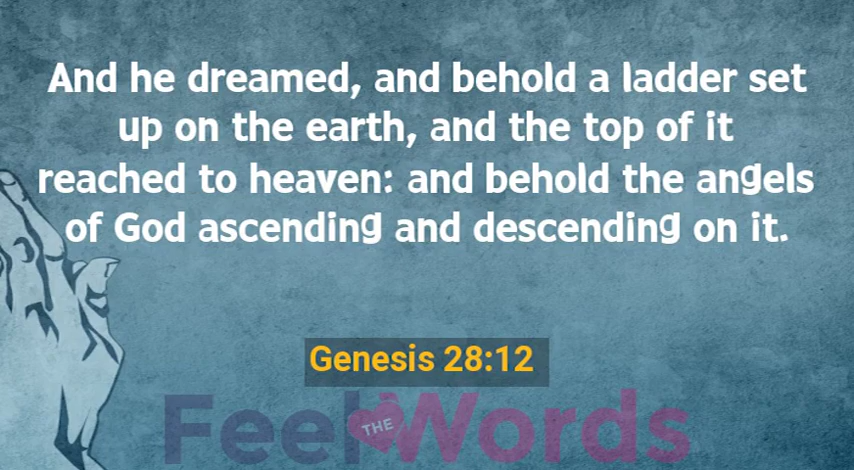 And he dreamed, and behold a ladder set
up on the earth, and the top of it
reached to heaven: and behold the angels
of God ascending and descending on it.
Genesis 28:12
Feel THE Words